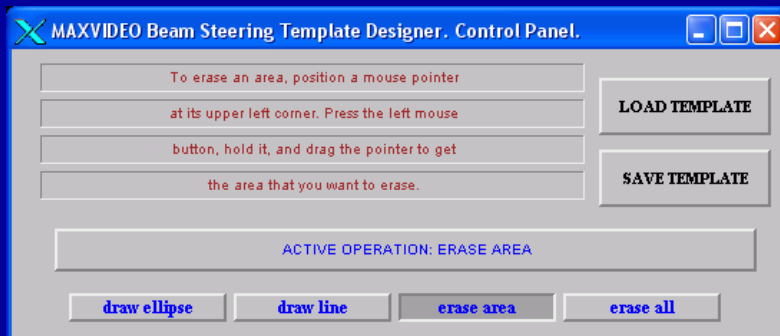 MAXVIDEO Beam Steering Template Designer. Control Panel.
To erase an area, position a mouse pointer
at its upper left corner. Press the left mouse
button, hold it, and drag the pointer to get
the area that you want to erase.
LOAD TEMPLATE
SAVE TEMPLATE
ACTIVE OPERATION: ERASE AREA
draw ellipse draw line erase area erase all